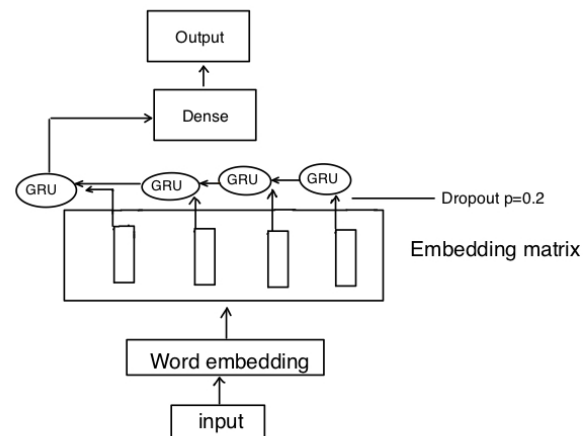 Output
Dense
GRU
GRU
GRU
GRU
Dropout p=0.2
Embedding matrix
Word embedding
input